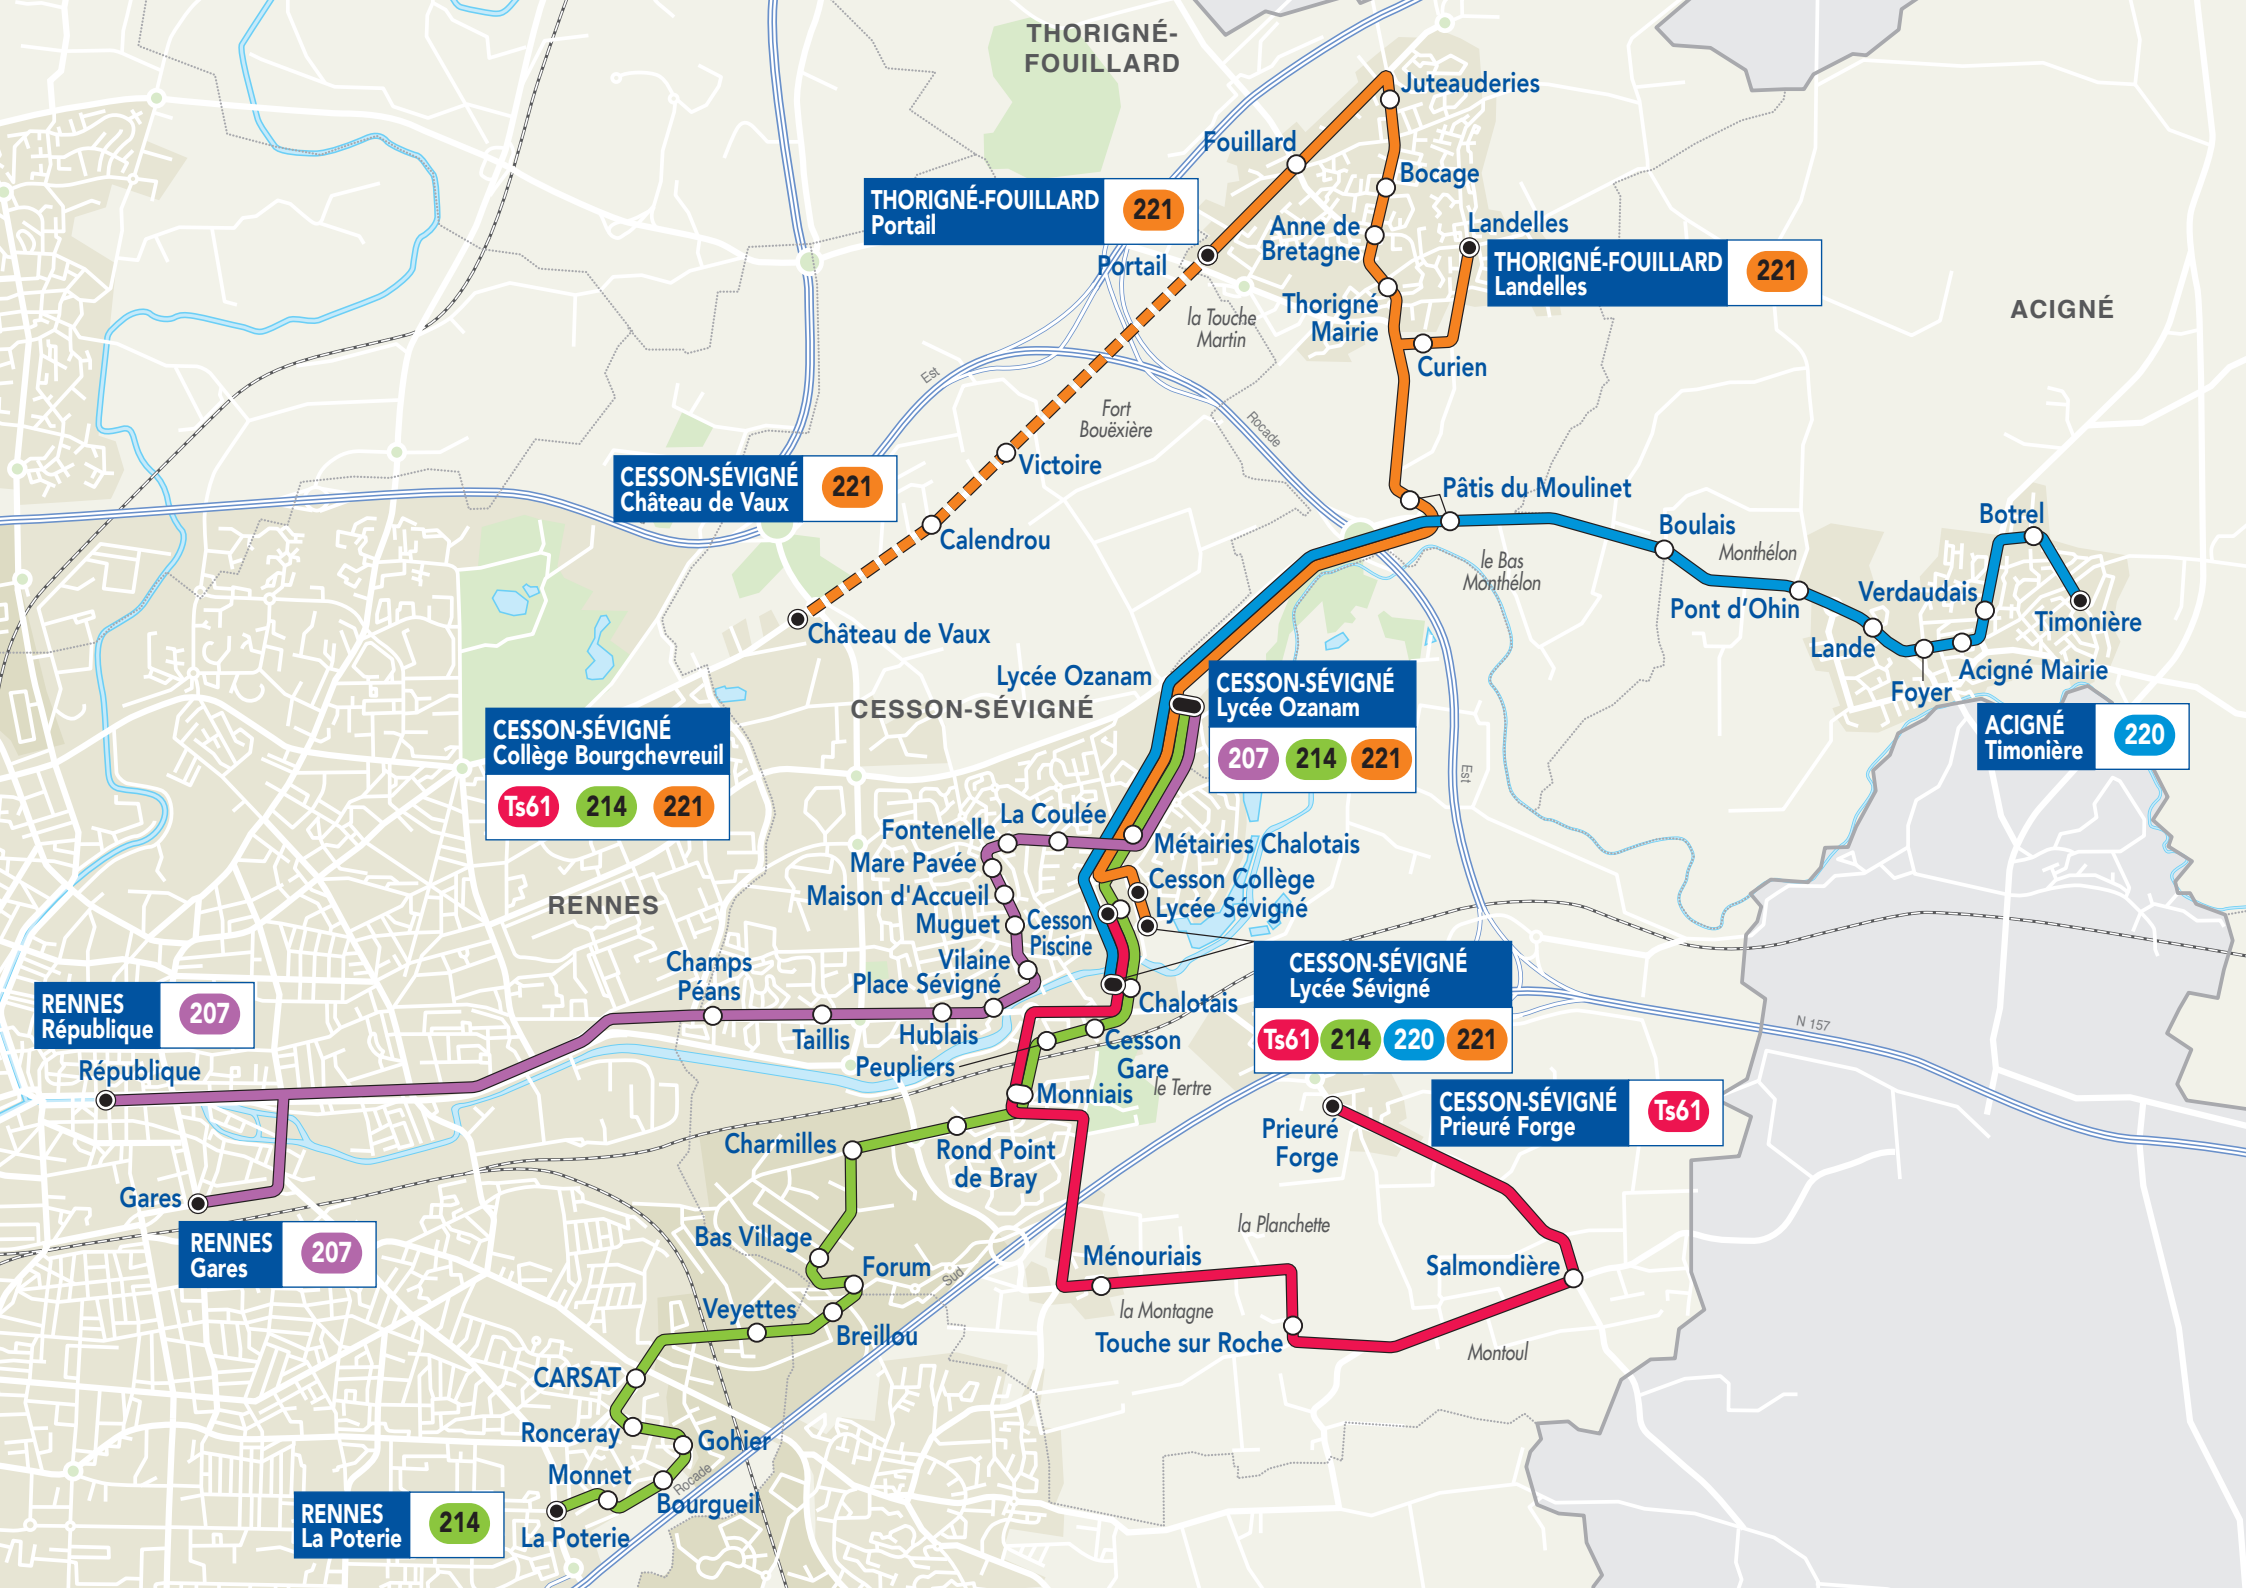 THORIGNÉ-
FOUILLARD
Juteauderies
Fouillard
Bocage
THORIGNÉ-FOUILLARD
Portail
221
Anne de
Bretagne
Landelles
THORIGNÉ-FOUILLARD
Landelles
221
Portail
Thorigné
Mairie
la Touche
Martin
ACIGNÉ
Curien
Est
Fort
Bouëxière
Rocade
CESSON-SÉVIGNÉ
Château de Vaux
221
Victoire
Calendrou
Pâtis du Moulinet
Boulais
Monthélon
Botrel
le Bas
Monthélon
Verdaudais
Pont d’Ohin
Timonière
Château de Vaux
Lande
Foyer
Acigné Mairie
Lycée Ozanam
CESSON-SÉVIGNÉ
CESSON-SÉVIGNÉ
Lycée Ozanam
207
214
221
ACIGNÉ
Timonière
220
CESSON-SÉVIGNÉ
Collège Bourgchevreuil
Ts61
214
221
Est
La Coulée
Fontenelle
Métairies Chalotais
Mare Pavée
Cesson Collège
Maison d'Accueil
Lycée Sévigné
RENNES
Muguet
Cesson
Piscine
Vilaine
Champs
Péans
Place Sévigné
CESSON-SÉVIGNÉ
Lycée Sévigné
Ts61
214
220
221
RENNES
République
207
Chalotais
Taillis
Hublais
Cesson
Gare
Peupliers
République
N 157
Monniais
le Tertre
CESSON-SÉVIGNÉ
Prieuré Forge
Ts61
Prieuré
Forge
Charmilles
Rond Point
de Bray
Gares
RENNES
Gares
207
Bas Village
la Planchette
Forum
Sud
Ménouriais
Salmondière
Veyettes
Breillou
la Montagne
Touche sur Roche
Montoul
CARSAT
Ronceray
Gohier
Monnet
Rocade
Bourgueil
RENNES
La Poterie
214
La Poterie